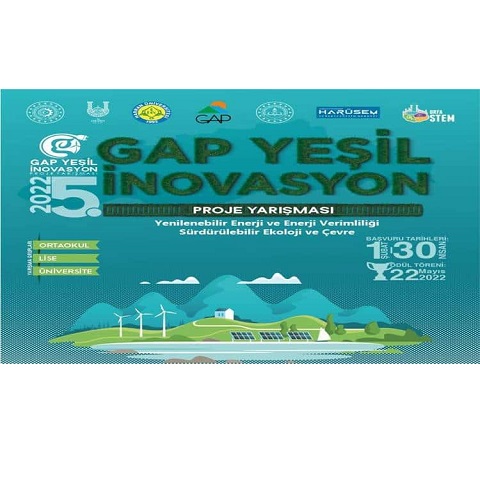 GAP
HARÜSEM
ORFA
STEM
GAP YEŞİL
İNOVASYON
2022
5.
GAP YEŞİL
İNOVASYON
PROJE YARIŞMASI
Yenilenebilir Enerji ve Enerji Verimliliği
Sürdürülebilir Ekoloji ve Çevre
ORTAOKUL
LİSE
ÜNİVERSİTE
BAŞVURU TARİHLERİ:
1 ŞUBAT 30 NİSAN
ÖDÜL TÖRENİ:
22 Mayıs
2022